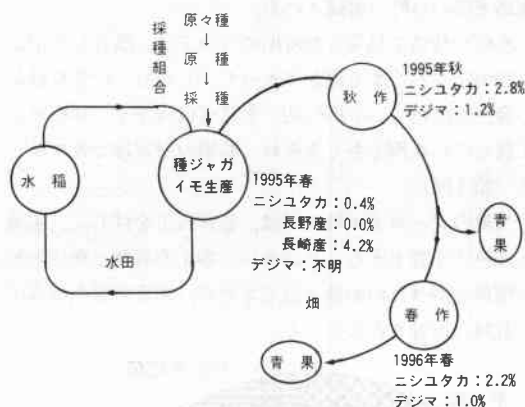 採種組合
原々種
↓
原種
↓
採種
水稲
種ジャガ
イモ生産
水田
1995年春
ニシユタカ：0.4%
長野産：0.0%
長崎産：4.2%
デジマ：不明
畑
秋作
1995年秋
ニシユタカ：2.8%
デジマ：1.2%
青果
春作
青果
1996年春
ニシユタカ：2.2%
デジマ：1.0%